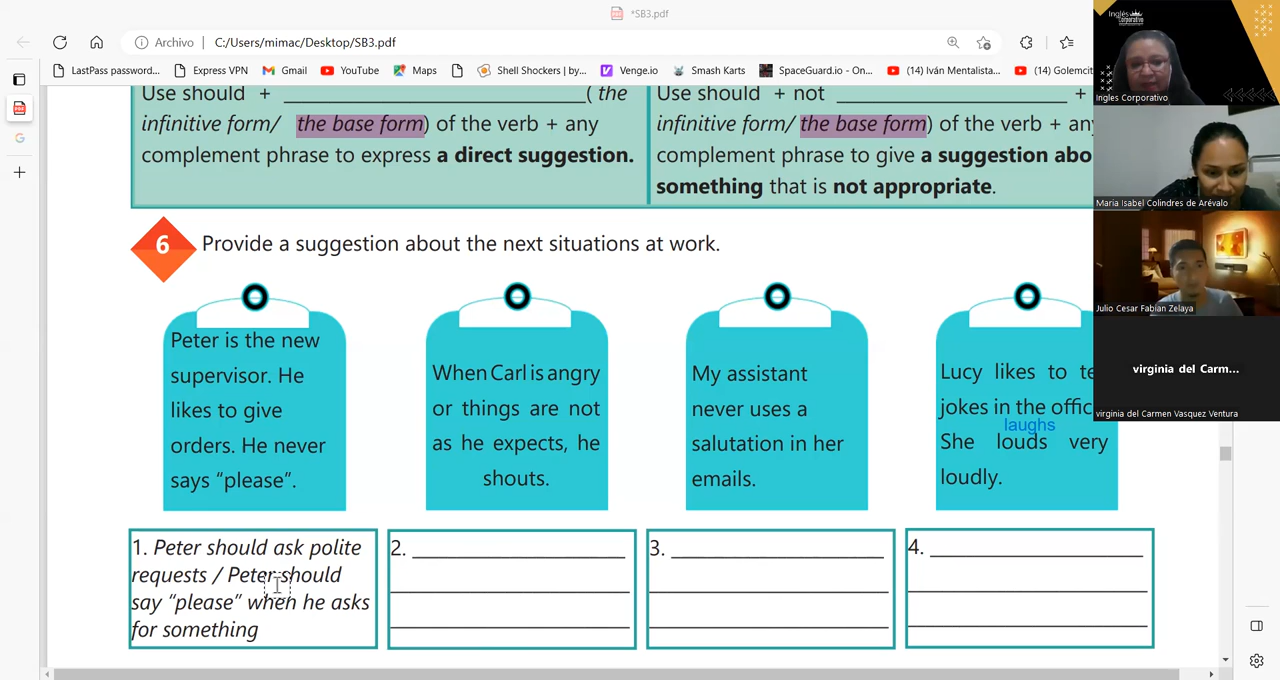 *SB3.pdf
Archivo | C:/Users/mimac/Desktop/SB3.pdf
LastPass password...
Express VPN
Gmail
YouTube
Maps
Shell Shockers | by...
Venge.io
Smash Karts
SpaceGuard.io - On...
(14) Iván Mentalista...
(14) Golemcit
Use should + ______________________________( the
infinitive form/ the base form) of the verb + any
complement phrase to express a direct suggestion.
Use should + not ______________________ +
infinitive form/ the base form) of the verb + any
complement phrase to give a suggestion abo
something that is not appropriate.
6
Provide a suggestion about the next situations at work.
Peter is the new
supervisor. He
likes to give
orders. He never
says “please”.
When Carl is angry
or things are not
as he expects, he
shouts.
My assistant
never uses a
salutation in her
emails.
Lucy likes to te
jokes in the offic
laughs
She louds very
loudly.
1. Peter should ask polite
requests / Peter should
say “please” when he asks
for something
2. ____________________
3. ____________________
4. ____________________
Inglés
Corporativo
Ingles Corporativo
Maria Isabel Colindres de Arévalo
Julio Cesar Fabian Zelaya
virginia del Carm...
virginia del Carmen Vasquez Ventura